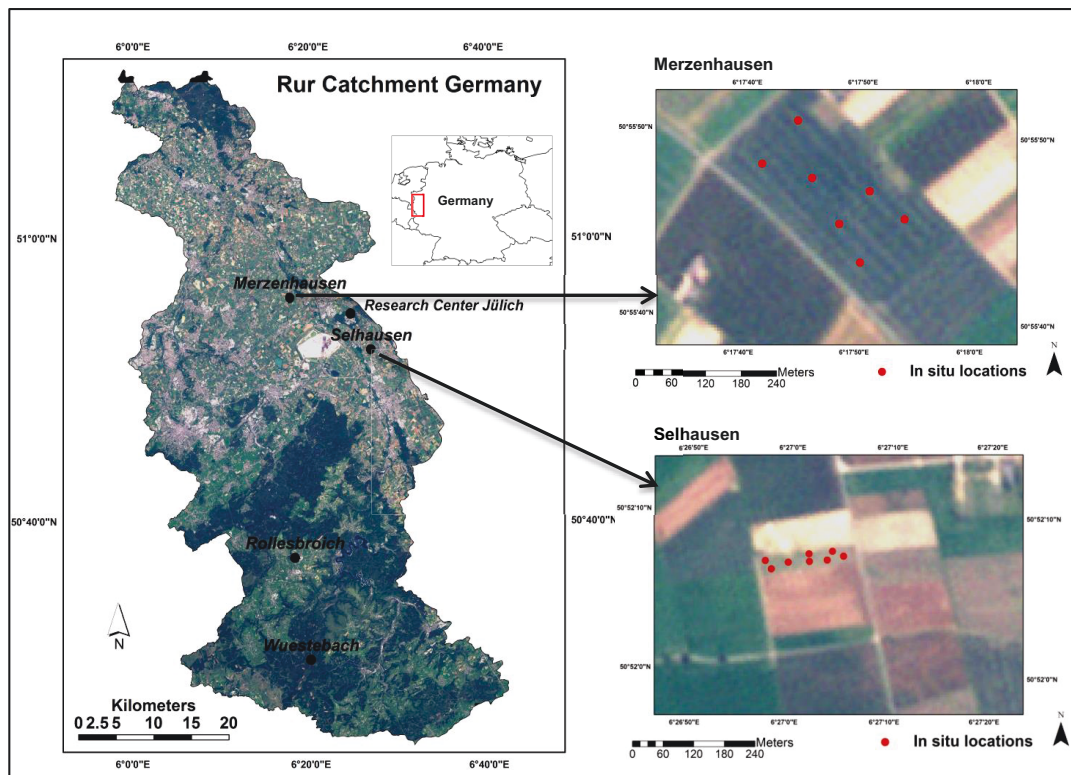 6°0'0"E 6°20'0"E 6°40'0"E
Rur Catchment Germany
Germany
51°0'0"N 51°0'0"N
Merzenhausen
Research Center Jülich
Selhausen
50°40'0"N 50°40'0"N
Rollesbroich
Wuestebach
N
Kilometers
0 2.5 5 10 15 20
6°0'0"E 6°20'0"E 6°40'0"E
Merzenhausen
6°17'40"E 6°17'50"E 6°18'0"E
50°55'50"N 50°55'50"N
50°55'40"N 50°55'40"N
6°17'40"E 6°17'50"E 6°18'0"E
Meters
0 60 120 180 240
In situ locations
N
Selhausen
6°26'50"E 6°27'0"E 6°27'10"E 6°27'20"E
50°52'10"N 50°52'10"N
50°52'0"N 50°52'0"N
6°26'50"E 6°27'0"E 6°27'10"E 6°27'20"E
Meters
0 60 120 180 240
In situ locations
N